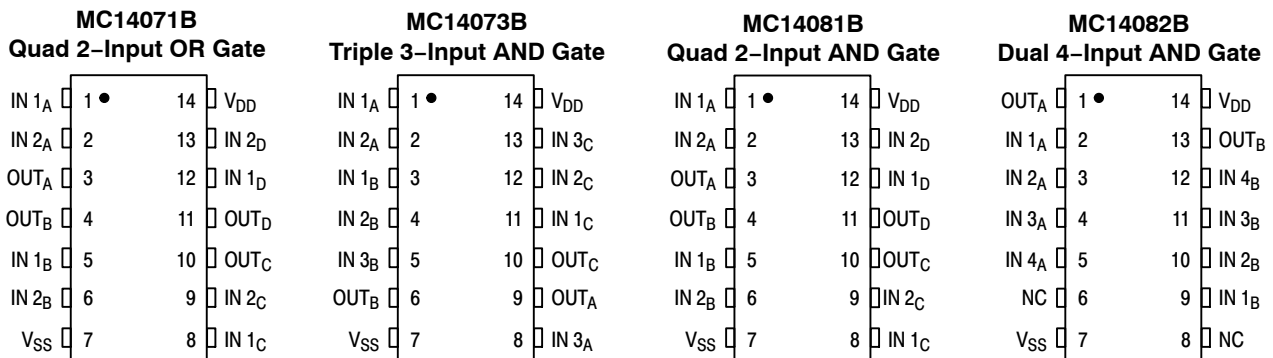 MC14071B
Quad 2–Input OR Gate
IN 1A 1 14 VDD
IN 2A 2 13 IN 2D
OUTA 3 12 IN 1D
OUTB 4 11 OUTD
IN 1B 5 10 OUTC
IN 2B 6 9 IN 2C
VSS 7 8 IN 1C
MC14073B
Triple 3–Input AND Gate
IN 1A 1 14 VDD
IN 2A 2 13 IN 3C
IN 1B 3 12 IN 2C
IN 2B 4 11 IN 1C
IN 3B 5 10 OUTC
OUTB 6 9 OUTA
VSS 7 8 IN 3A
MC14081B
Quad 2–Input AND Gate
IN 1A 1 14 VDD
IN 2A 2 13 IN 2D
OUTA 3 12 IN 1D
OUTB 4 11 OUTD
IN 1B 5 10 OUTC
IN 2B 6 9 IN 2C
VSS 7 8 IN 1C
MC14082B
Dual 4–Input AND Gate
OUTA 1 14 VDD
IN 1A 2 13 OUTB
IN 2A 3 12 IN 4B
IN 3A 4 11 IN 3B
IN 4A 5 10 IN 2B
NC 6 9 IN 1B
VSS 7 8 NC